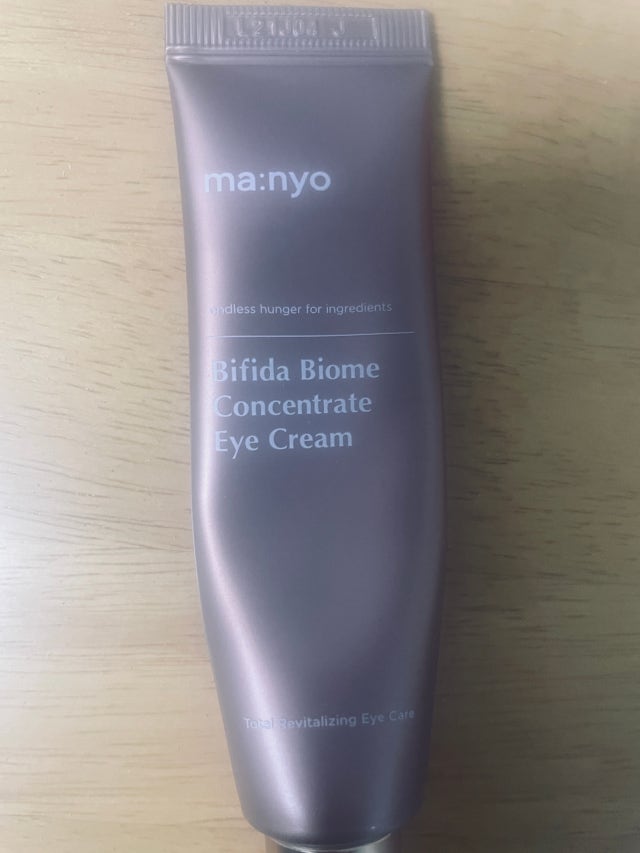 ma:nyo
endless hunger for ingredients
Bifida Biome
Concentrate
Eye Cream
Total Revitalizing Eye Care